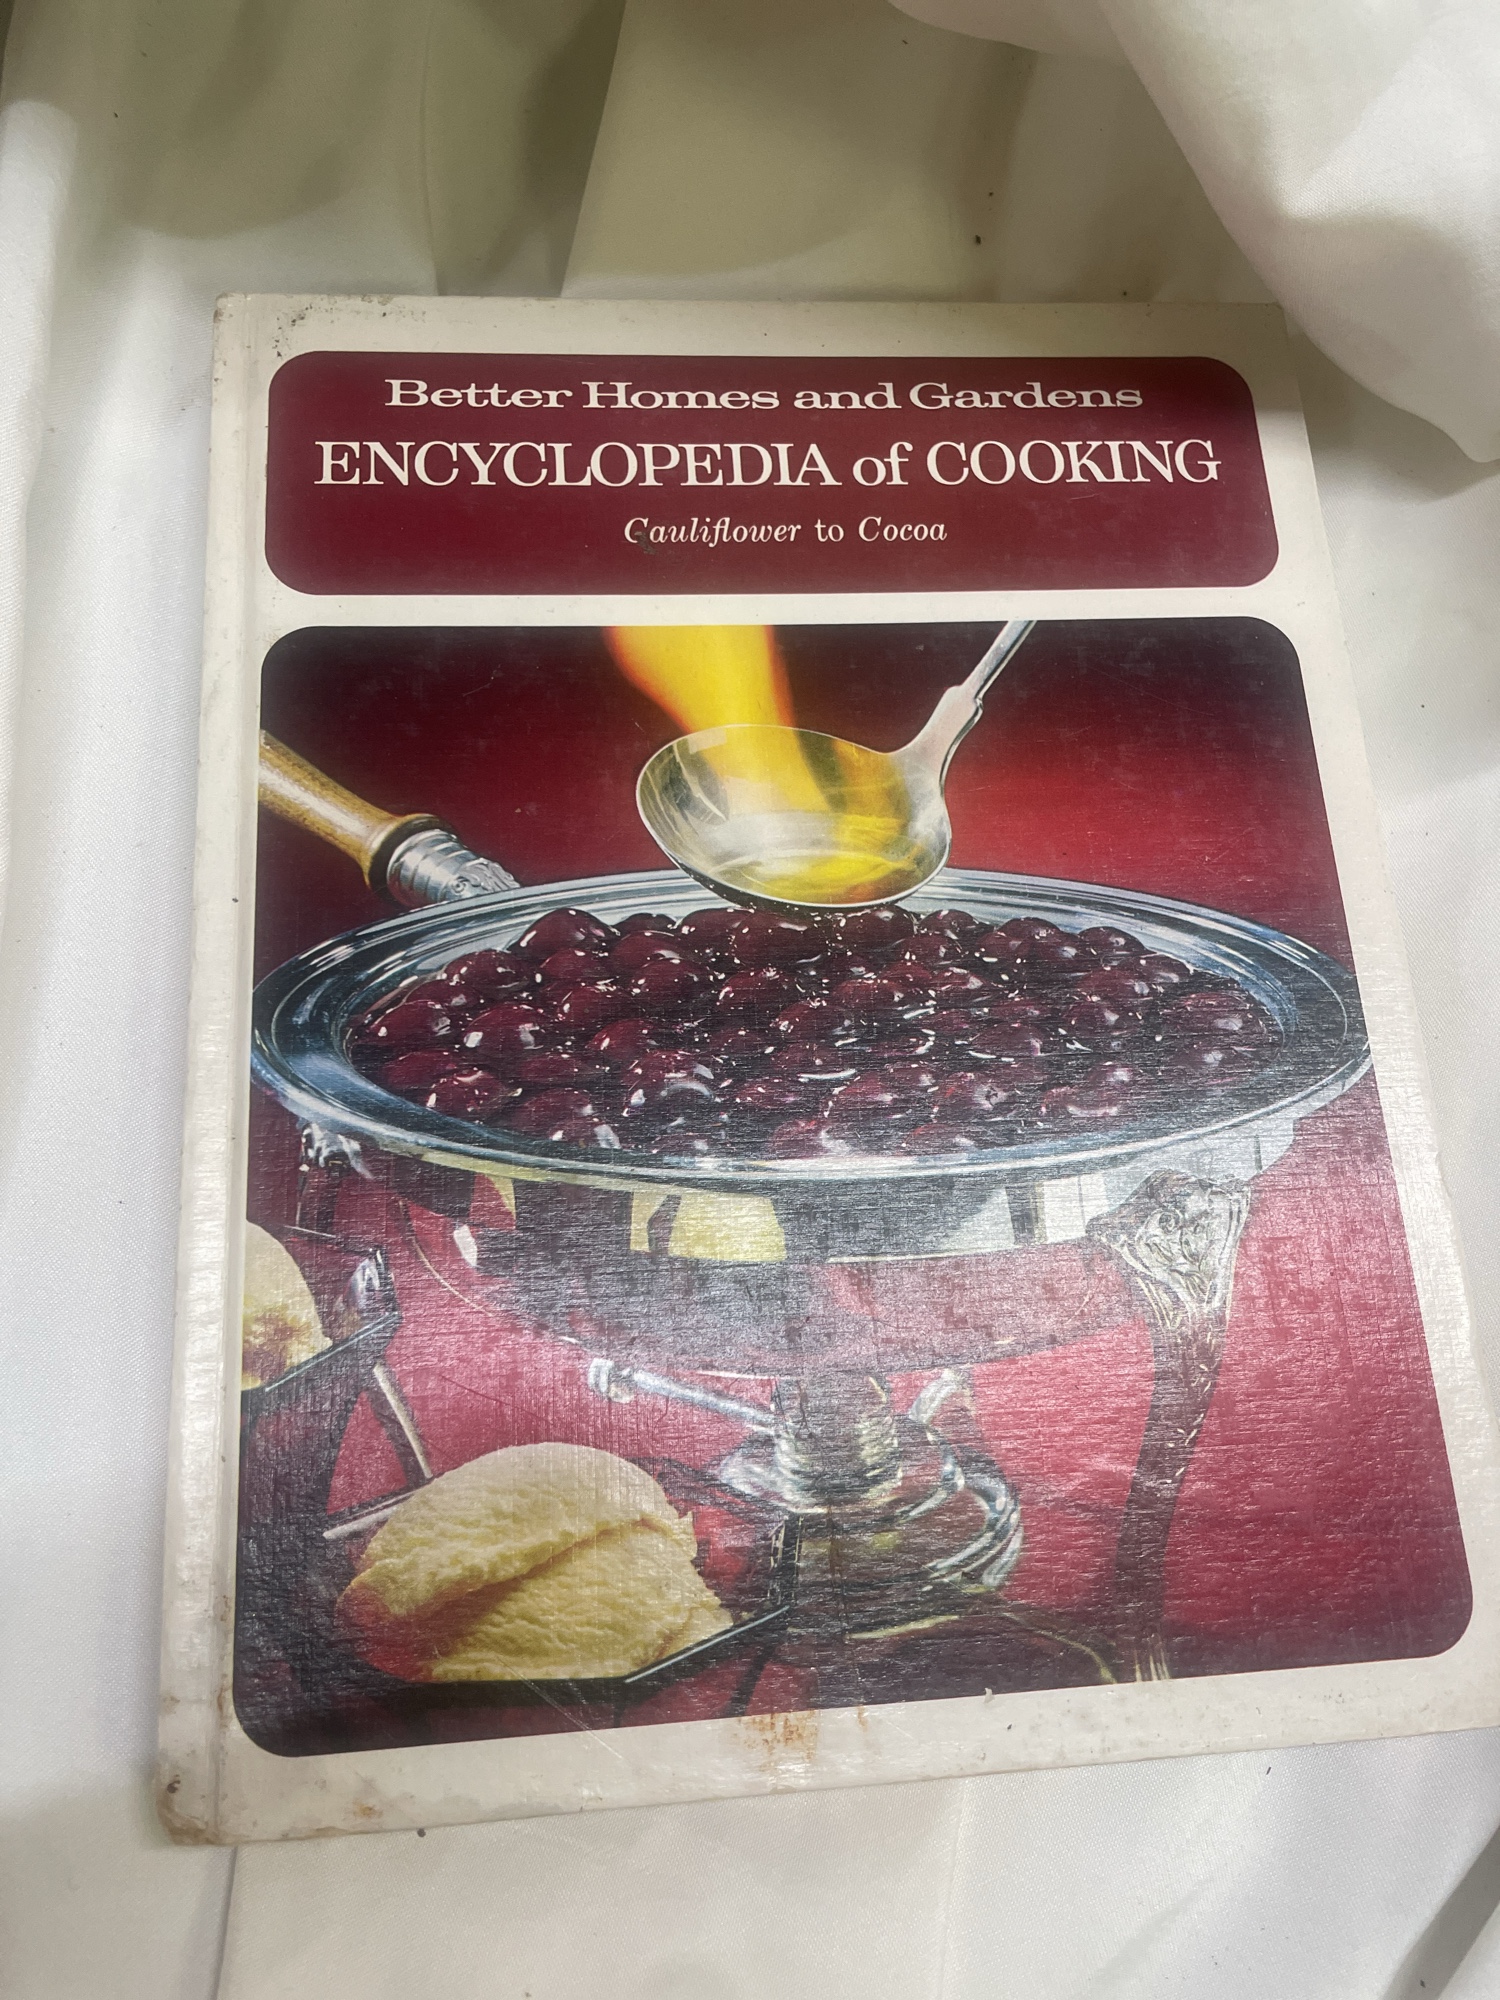 Better Homes and Gardens
ENCYCLOPEDIA of COOKING
Cauliflower to Cocoa